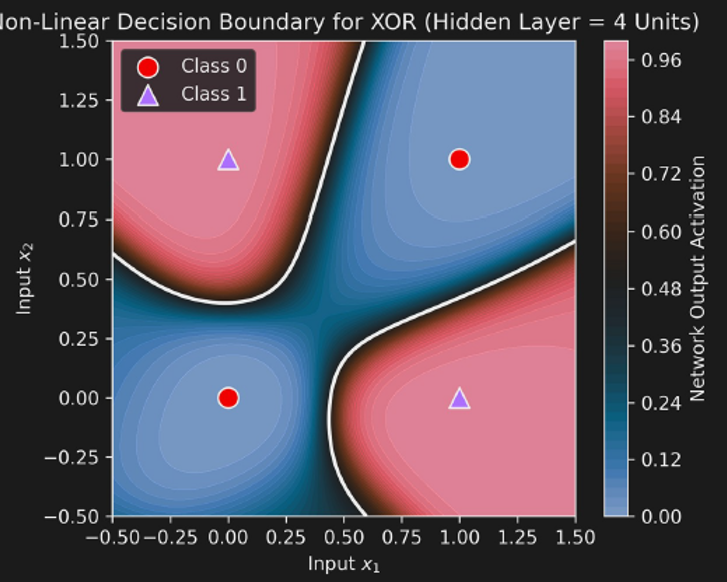 Non-Linear Decision Boundary for XOR (Hidden Layer = 4 Units)
Class 0
Class 1
1.50
1.25
1.00
0.75
0.50
0.25
0.00
−0.25
−0.50
Input x₂
−0.50 −0.25 0.00 0.25 0.50 0.75 1.00 1.25 1.50
Input x₁
0.96
0.84
0.72
0.60
0.48
0.36
0.24
0.12
0.00
Network Output Activation